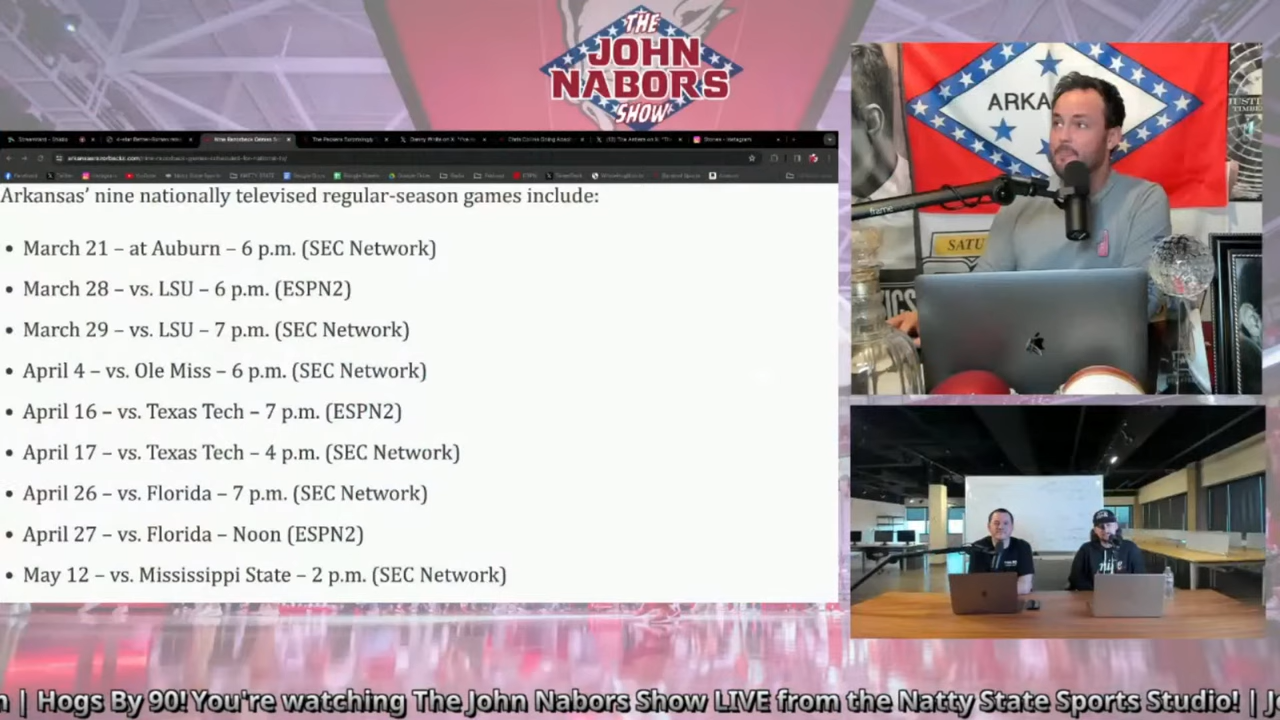 THE
JOHN
NABORS
SHOW
Arkansas' nine nationally televised regular-season games include:
• March 21 – at Auburn – 6 p.m. (SEC Network)
• March 28 – vs. LSU – 6 p.m. (ESPN2)
• March 29 – vs. LSU – 7 p.m. (SEC Network)
• April 4 – vs. Ole Miss – 6 p.m. (SEC Network)
• April 16 – vs. Texas Tech – 7 p.m. (ESPN2)
• April 17 – vs. Texas Tech – 4 p.m. (SEC Network)
• April 26 – vs. Florida – 7 p.m. (SEC Network)
• April 27 – vs. Florida – Noon (ESPN2)
• May 12 – vs. Mississippi State – 2 p.m. (SEC Network)
ARKA
JUSTI
TIMBE
frame
SATU
| Hogs By 90! You're watching The John Nabors Show LIVE from the Natty State Sports Studio! | J